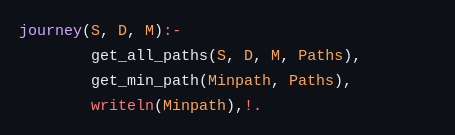 journey(S, D, M):-
        get_all_paths(S, D, M, Paths),
        get_min_path(Minpath, Paths),
        writeln(Minpath),!.